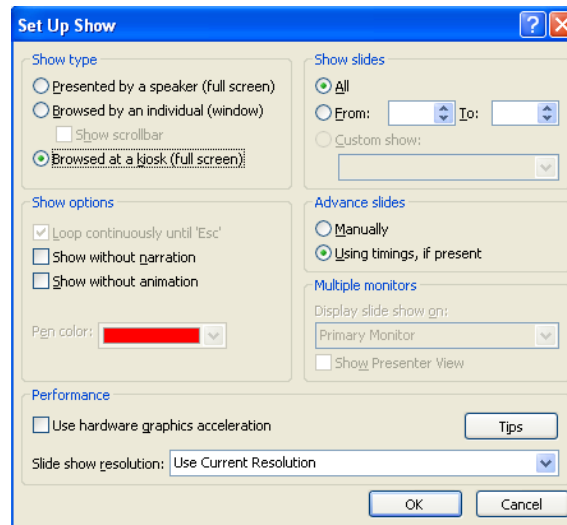 Set Up Show
Show type
Presented by a speaker (full screen)
Browsed by an individual (window)
Show scrollbar
Browsed at a kiosk (full screen)
Show slides
All
From: To:
Custom show:
Show options
Loop continuously until 'Esc'
Show without narration
Show without animation
Pen color:
Advance slides
Manually
Using timings, if present
Multiple monitors
Display slide show on:
Primary Monitor
Show Presenter View
Performance
Use hardware graphics acceleration
Tips
Slide show resolution: Use Current Resolution
OK Cancel